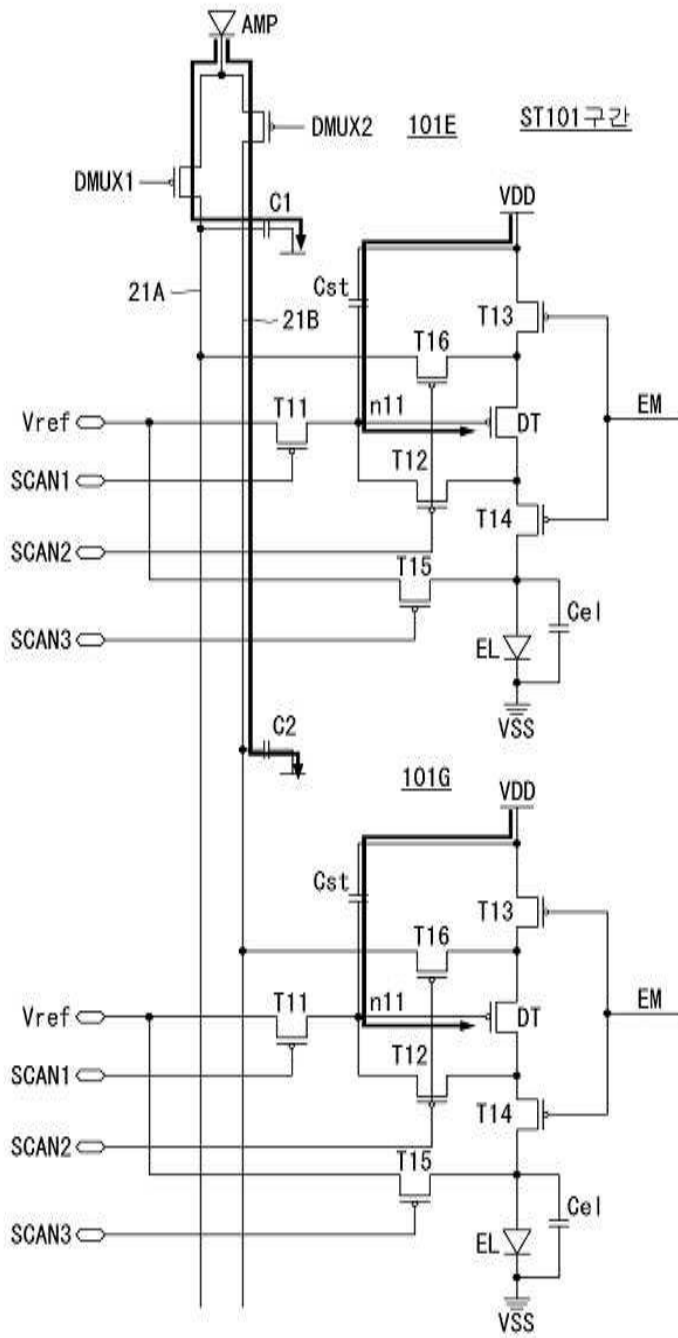 AMP
DMUX2
101E
ST101구간
DMUX1
C1
VDD
21A
Cst
21B
T13
T16
Vref
T11
n11
DT
EM
SCAN1
T12
T14
SCAN2
T15
SCAN3
Cel
EL
C2
VSS
101G
VDD
Cst
T13
T16
Vref
T11
n11
DT
EM
SCAN1
T12
T14
SCAN2
T15
SCAN3
Cel
EL
VSS